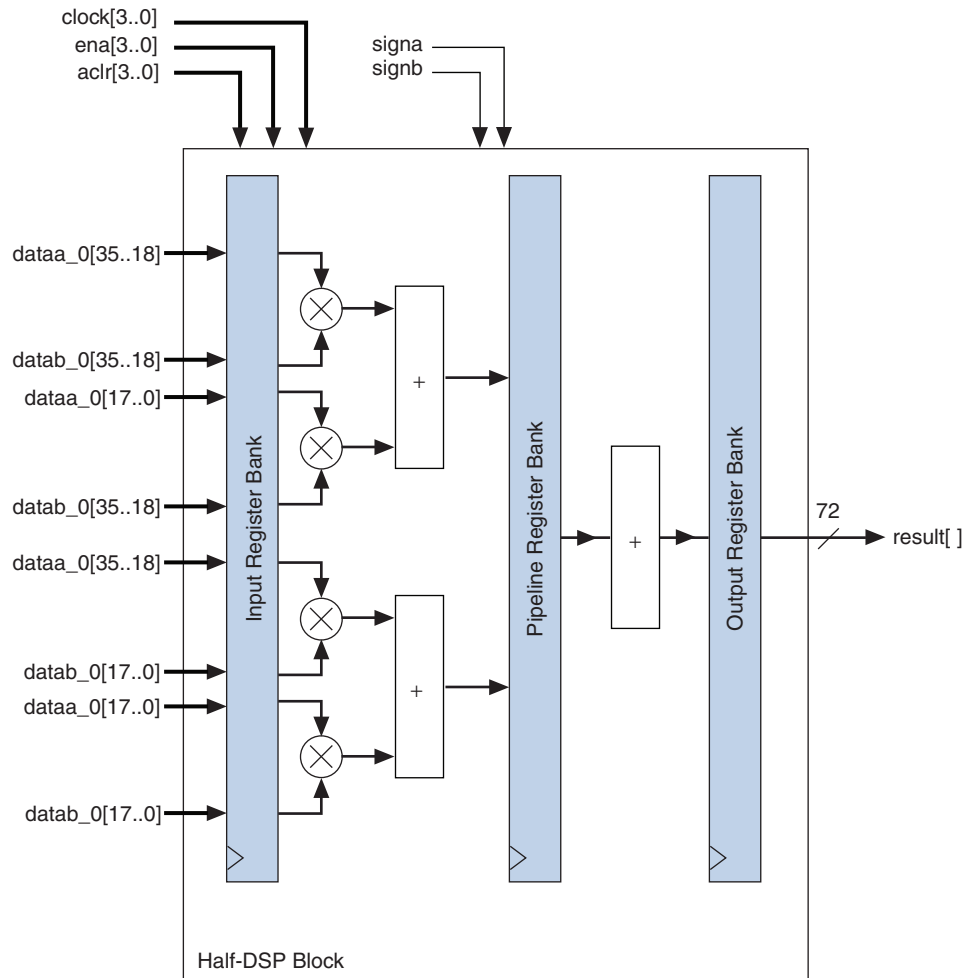 clock[3..0]
ena[3..0]
aclr[3..0]
signa
signb
dataa_0[35..18]
datab_0[35..18]
dataa_0[17..0]
datab_0[35..18]
dataa_0[35..18]
datab_0[17..0]
dataa_0[17..0]
datab_0[17..0]
Input Register Bank
+
+
Pipeline Register Bank
+
Output Register Bank
72
result[ ]
Half-DSP Block